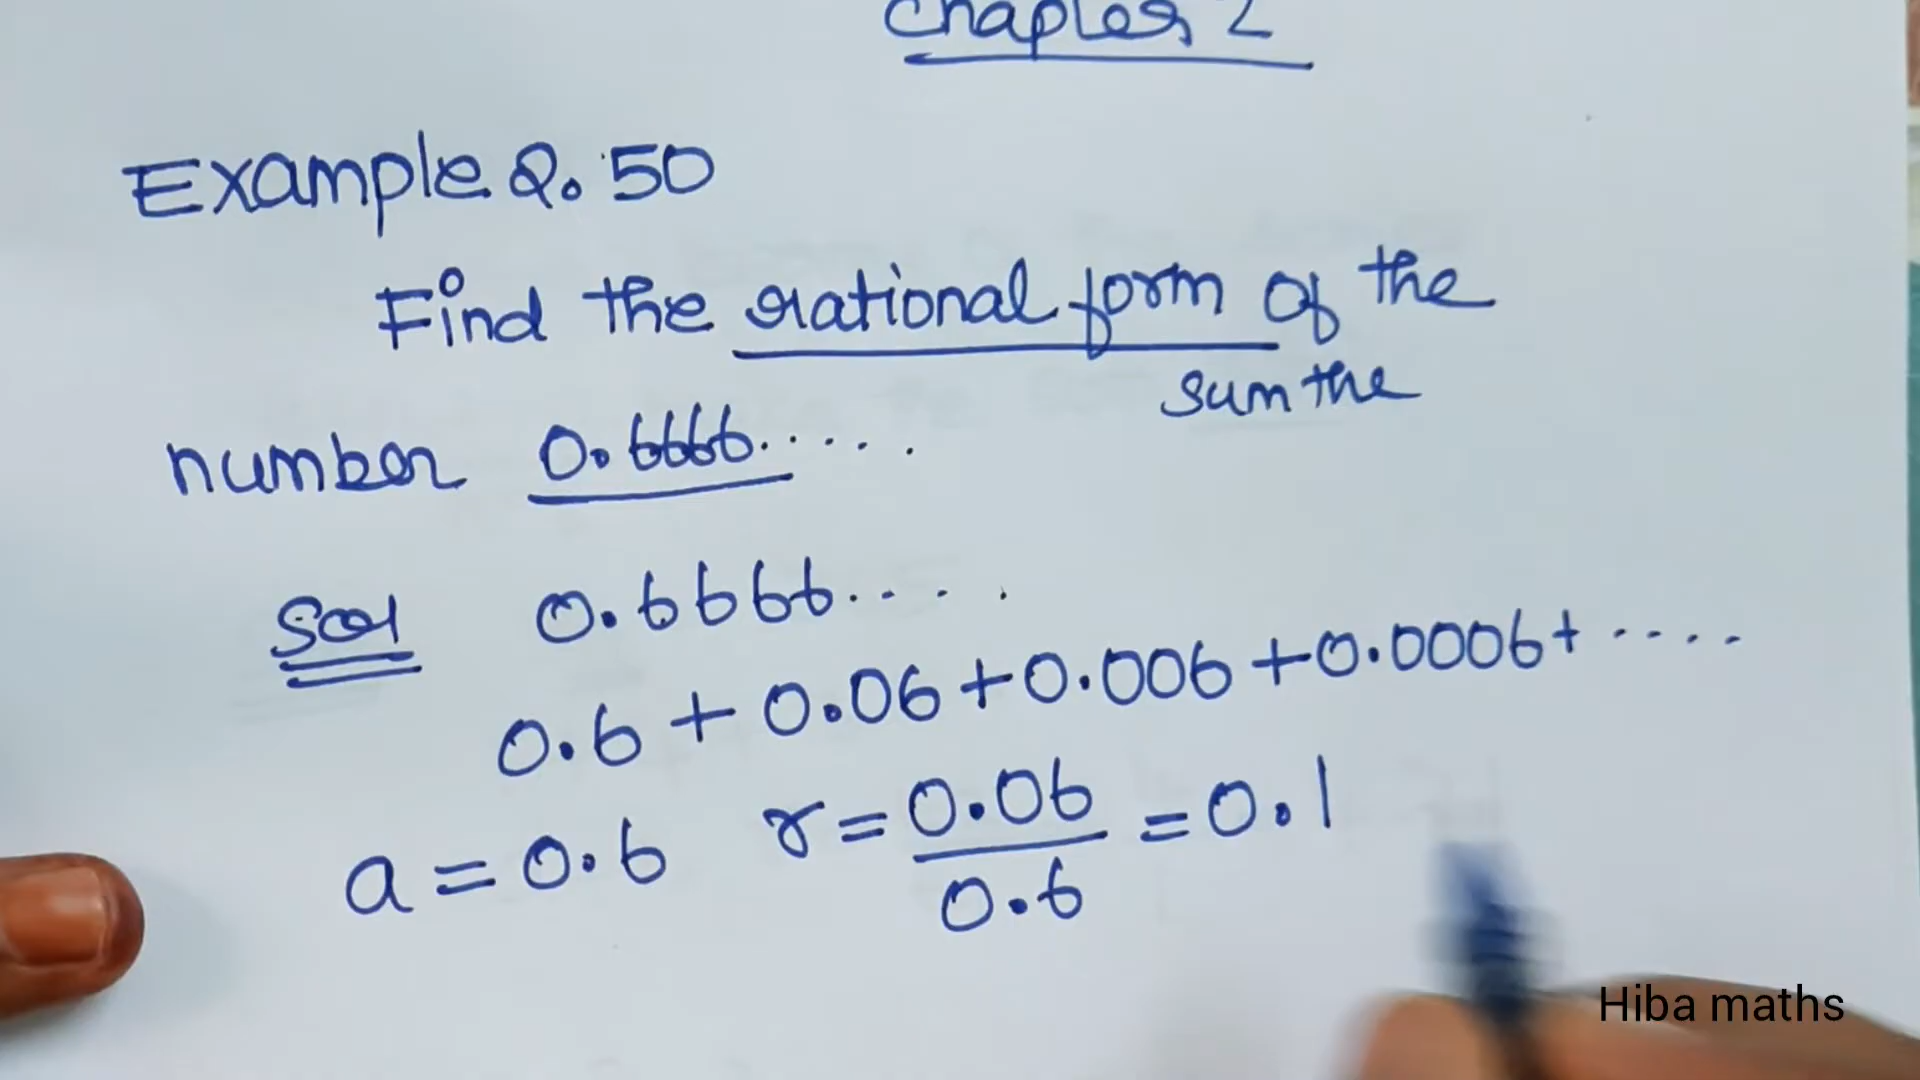 Chapter 2
Example 2.50
Find the rational form of the
sum the
number 0.6666.....
Sol 0.6666....
0.6 + 0.06 + 0.006 + 0.0006 + ....
a = 0.6 r = 0.06/0.6 = 0.1
Hiba maths